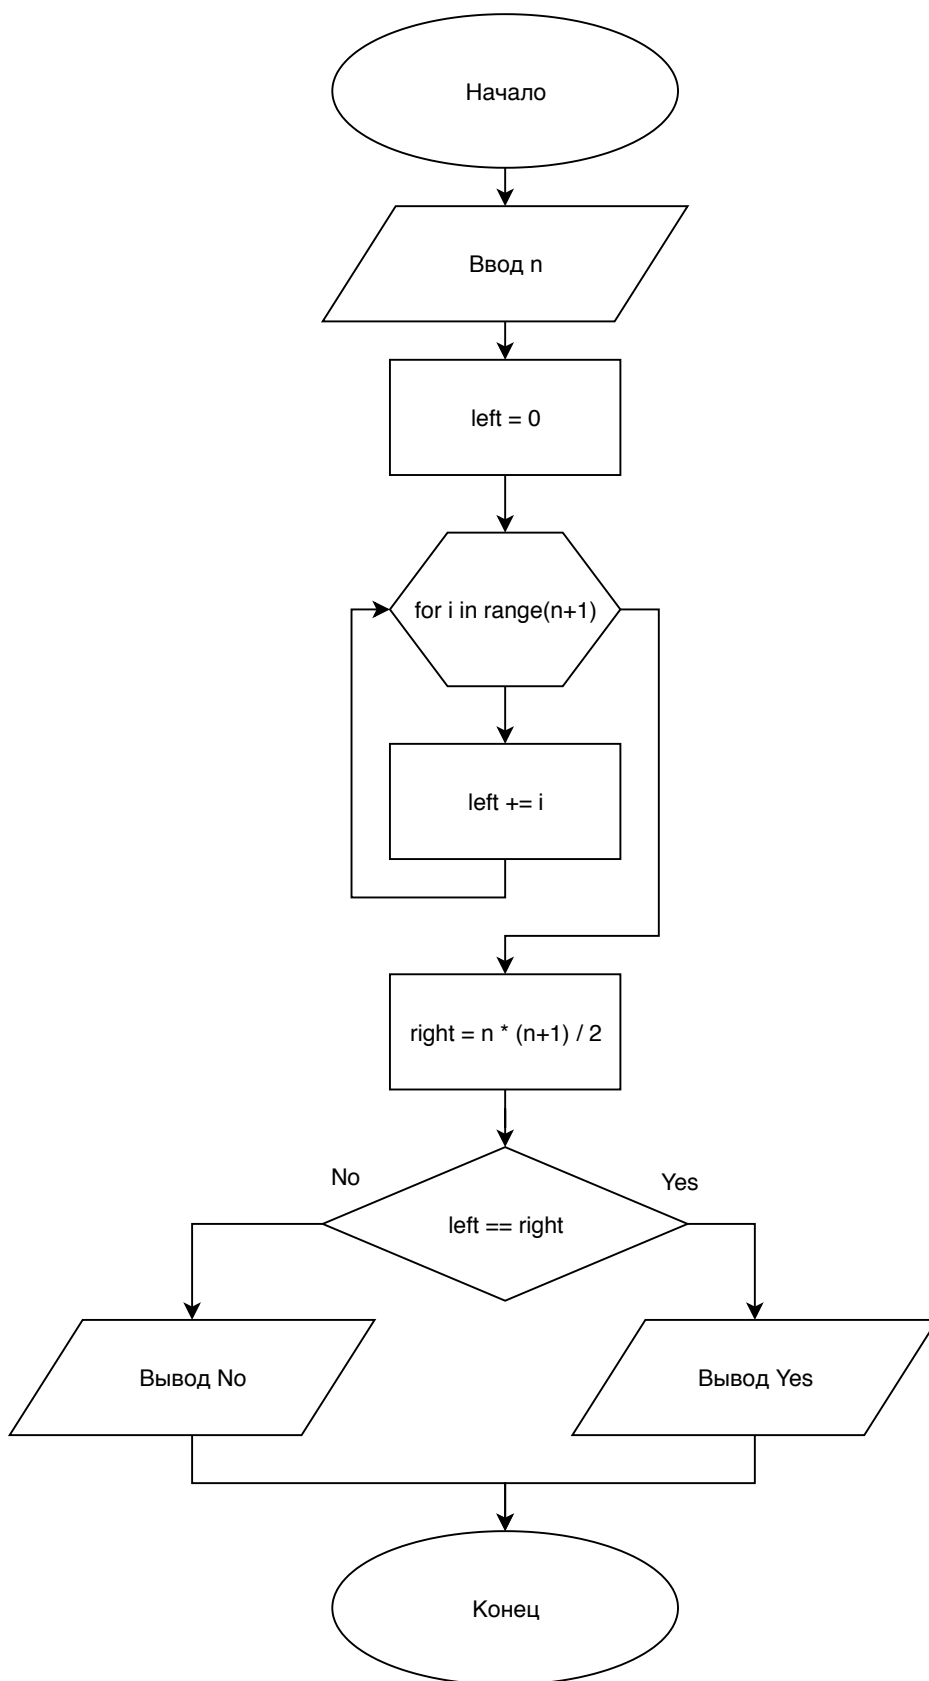 Начало
Ввод n
left = 0
for i in range(n+1)
left += i
right = n * (n+1) / 2
No
Yes
left == right
Вывод No
Вывод Yes
Конец